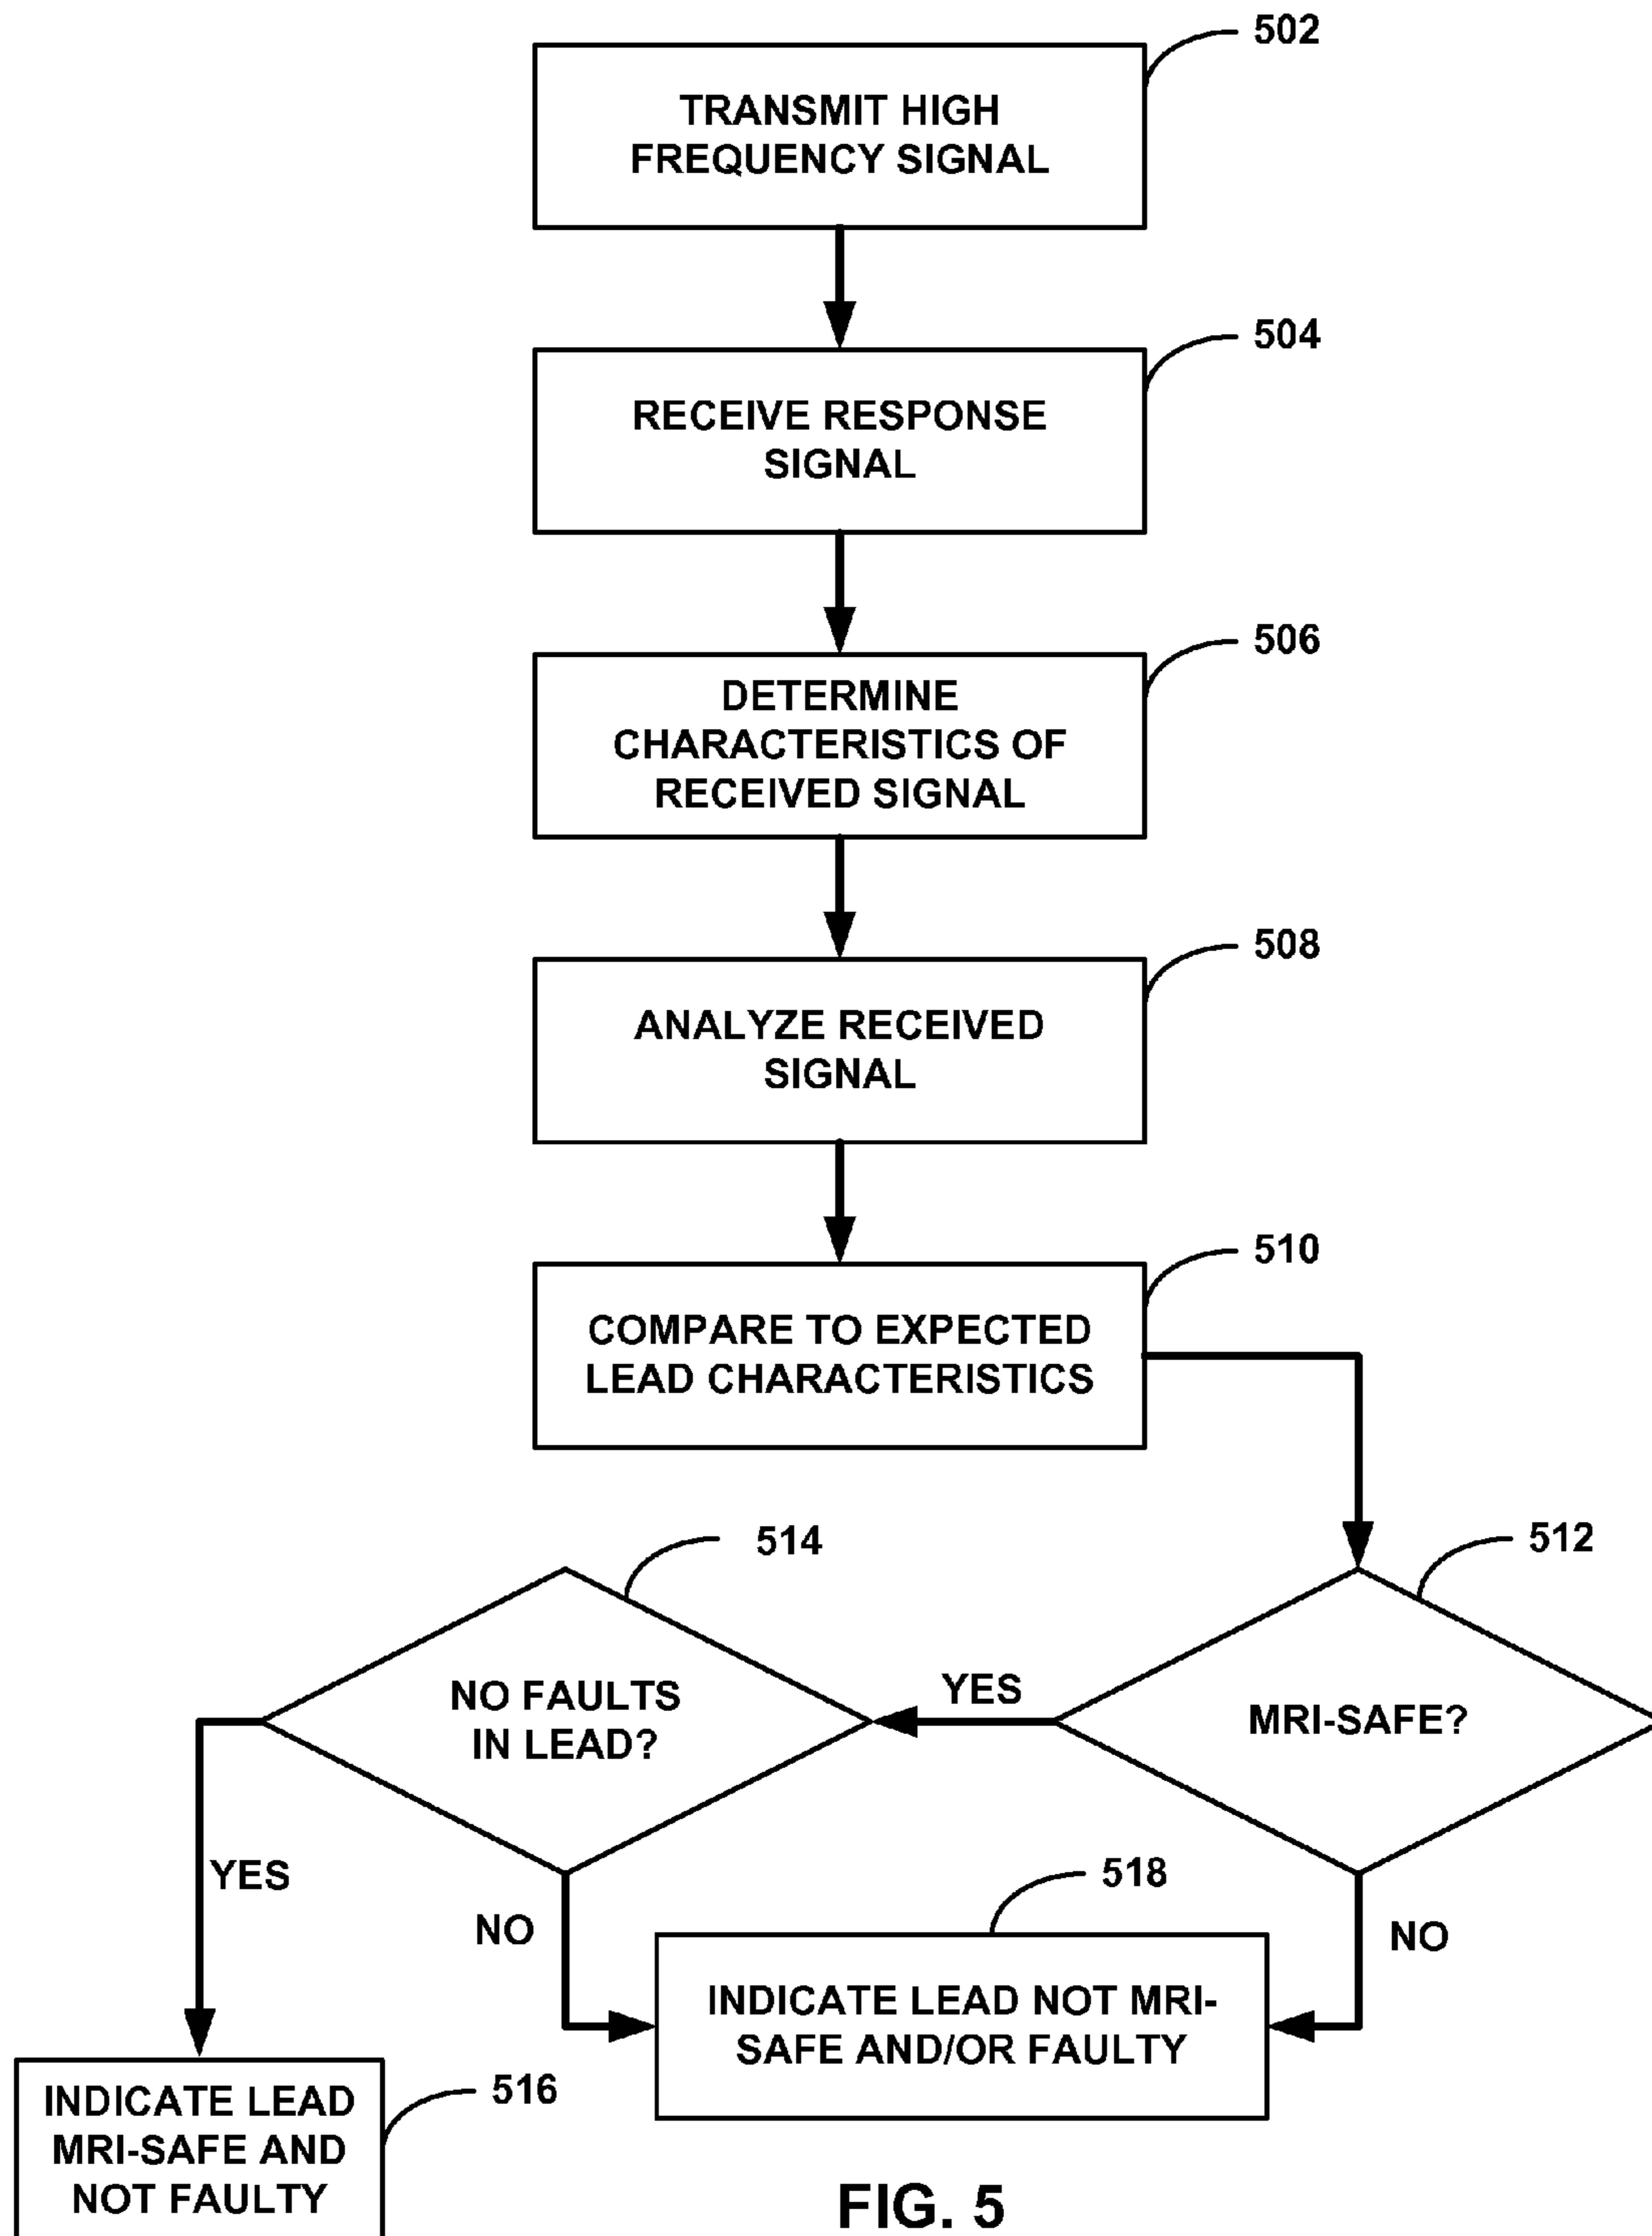 502
TRANSMIT HIGH
FREQUENCY SIGNAL
504
RECEIVE RESPONSE
SIGNAL
506
DETERMINE
CHARACTERISTICS OF
RECEIVED SIGNAL
508
ANALYZE RECEIVED
SIGNAL
510
COMPARE TO EXPECTED
LEAD CHARACTERISTICS
512
MRI-SAFE?
YES
NO
514
NO FAULTS
IN LEAD?
YES
NO
518
INDICATE LEAD NOT MRI-
SAFE AND/OR FAULTY
516
INDICATE LEAD
MRI-SAFE AND
NOT FAULTY
FIG. 5